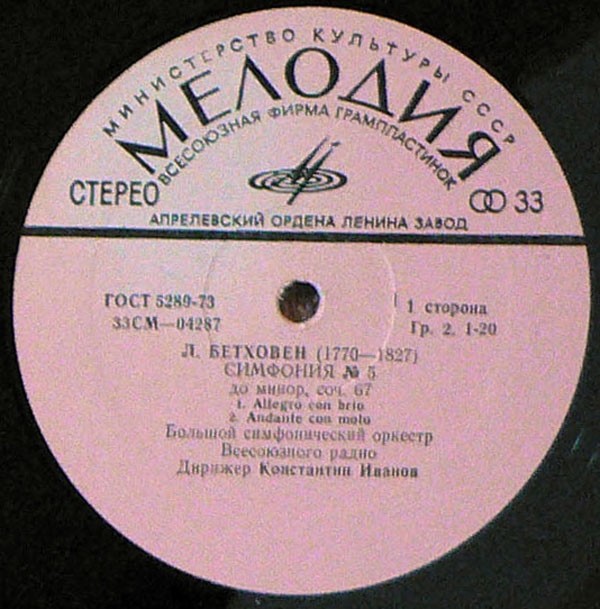 МИНИСТЕРСТВО КУЛЬТУРЫ СССР
МЕЛОДИЯ
ВСЕСОЮЗНАЯ ФИРМА ГРАМПЛАСТИНОК
СТЕРЕО
33
АПРЕЛЕВСКИЙ ОРДЕНА ЛЕНИНА ЗАВОД
ГОСТ 5289-73
33СМ—04287
1 сторона
Гр. 2. 1-20
Л. БЕТХОВЕН (1770—1827)
СИМФОНИЯ № 5
до минор, соч. 67
1. Allegro con brio
2. Andante con moto
Большой симфонический оркестр
Всесоюзного радио
Дирижер Константин Иванов